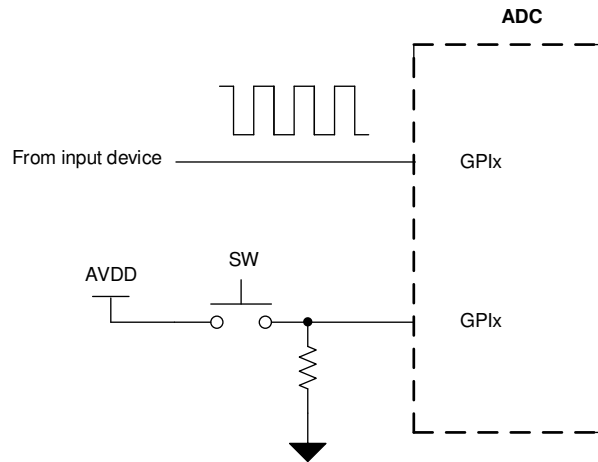 ADC
From input device
GPIx
SW
AVDD
GPIx